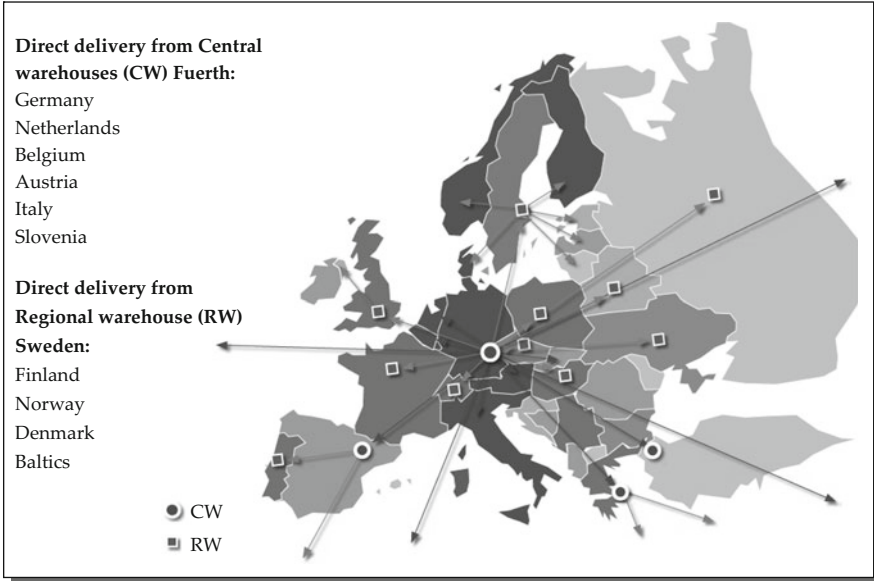 Direct delivery from Central
warehouses (CW) Fuerth:
Germany
Netherlands
Belgium
Austria
Italy
Slovenia
Direct delivery from
Regional warehouse (RW)
Sweden:
Finland
Norway
Denmark
Baltics
CW
RW